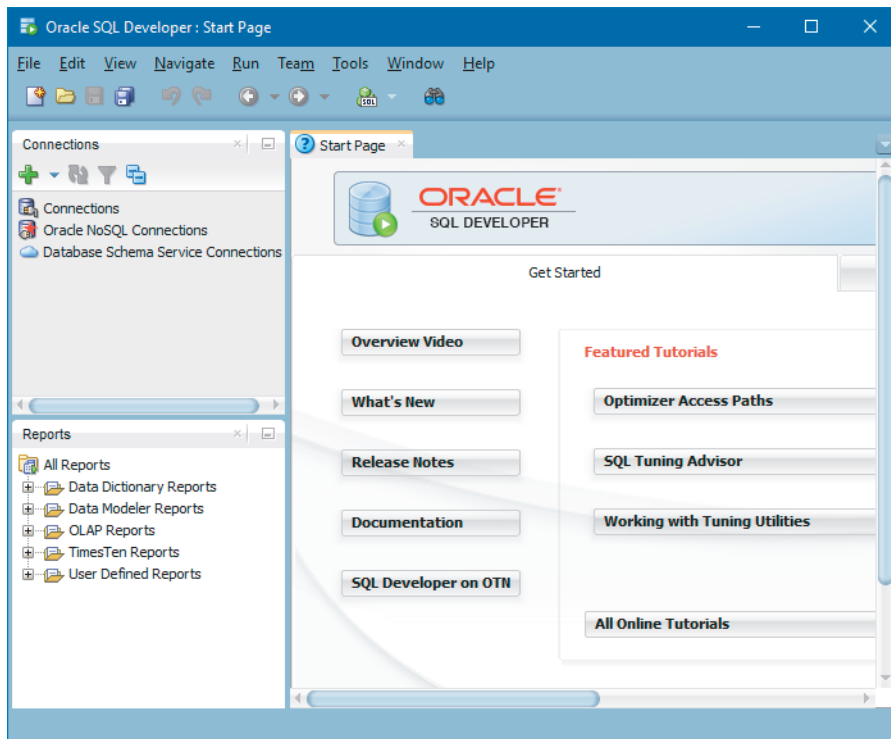 Oracle SQL Developer : Start Page
File Edit View Navigate Run Team Tools Window Help
SQL
Connections
Connections
Oracle NoSQL Connections
Database Schema Service Connections
Reports
All Reports
Data Dictionary Reports
Data Modeler Reports
OLAP Reports
TimesTen Reports
User Defined Reports
Start Page
ORACLE
SQL DEVELOPER
Get Started
Overview Video
What's New
Release Notes
Documentation
SQL Developer on OTN
Featured Tutorials
Optimizer Access Paths
SQL Tuning Advisor
Working with Tuning Utilities
All Online Tutorials